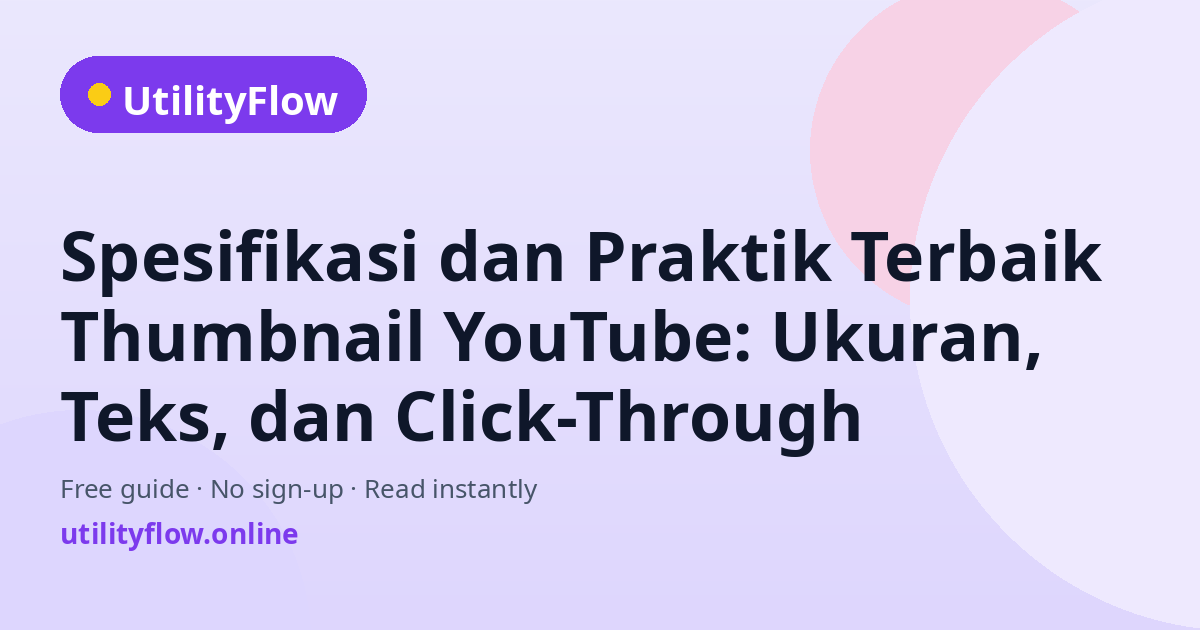 UtilityFlow
Spesifikasi dan Praktik Terbaik
Thumbnail YouTube: Ukuran,
Teks, dan Click-Through
Free guide · No sign-up · Read instantly
utilityflow.online